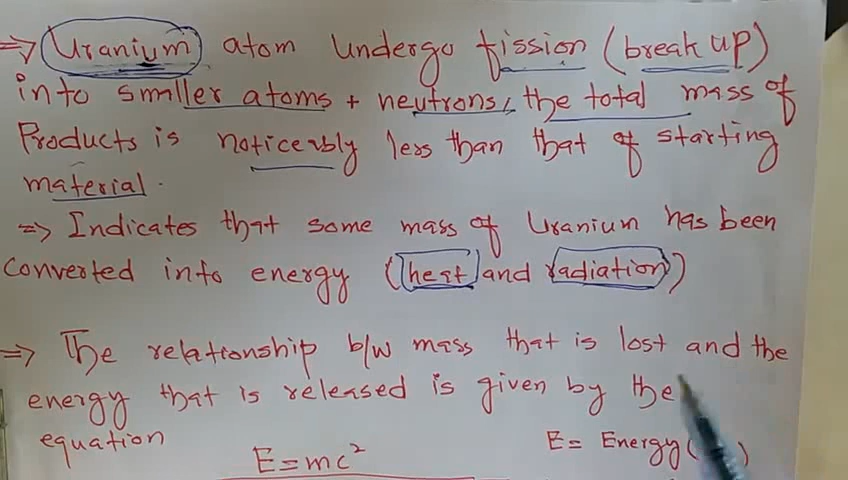 => Uranium atom undergo fission (break up)
into smaller atoms + neutrons, the total mass of
Products is noticerbly less than that of starting
material.
=> Indicates that some mass of Uranium has been
converted into energy (heat and radiation)
=> The relationship b/w mass that is lost and the
energy that is released is given by the
equation
E = mc²
E = Energy (
)